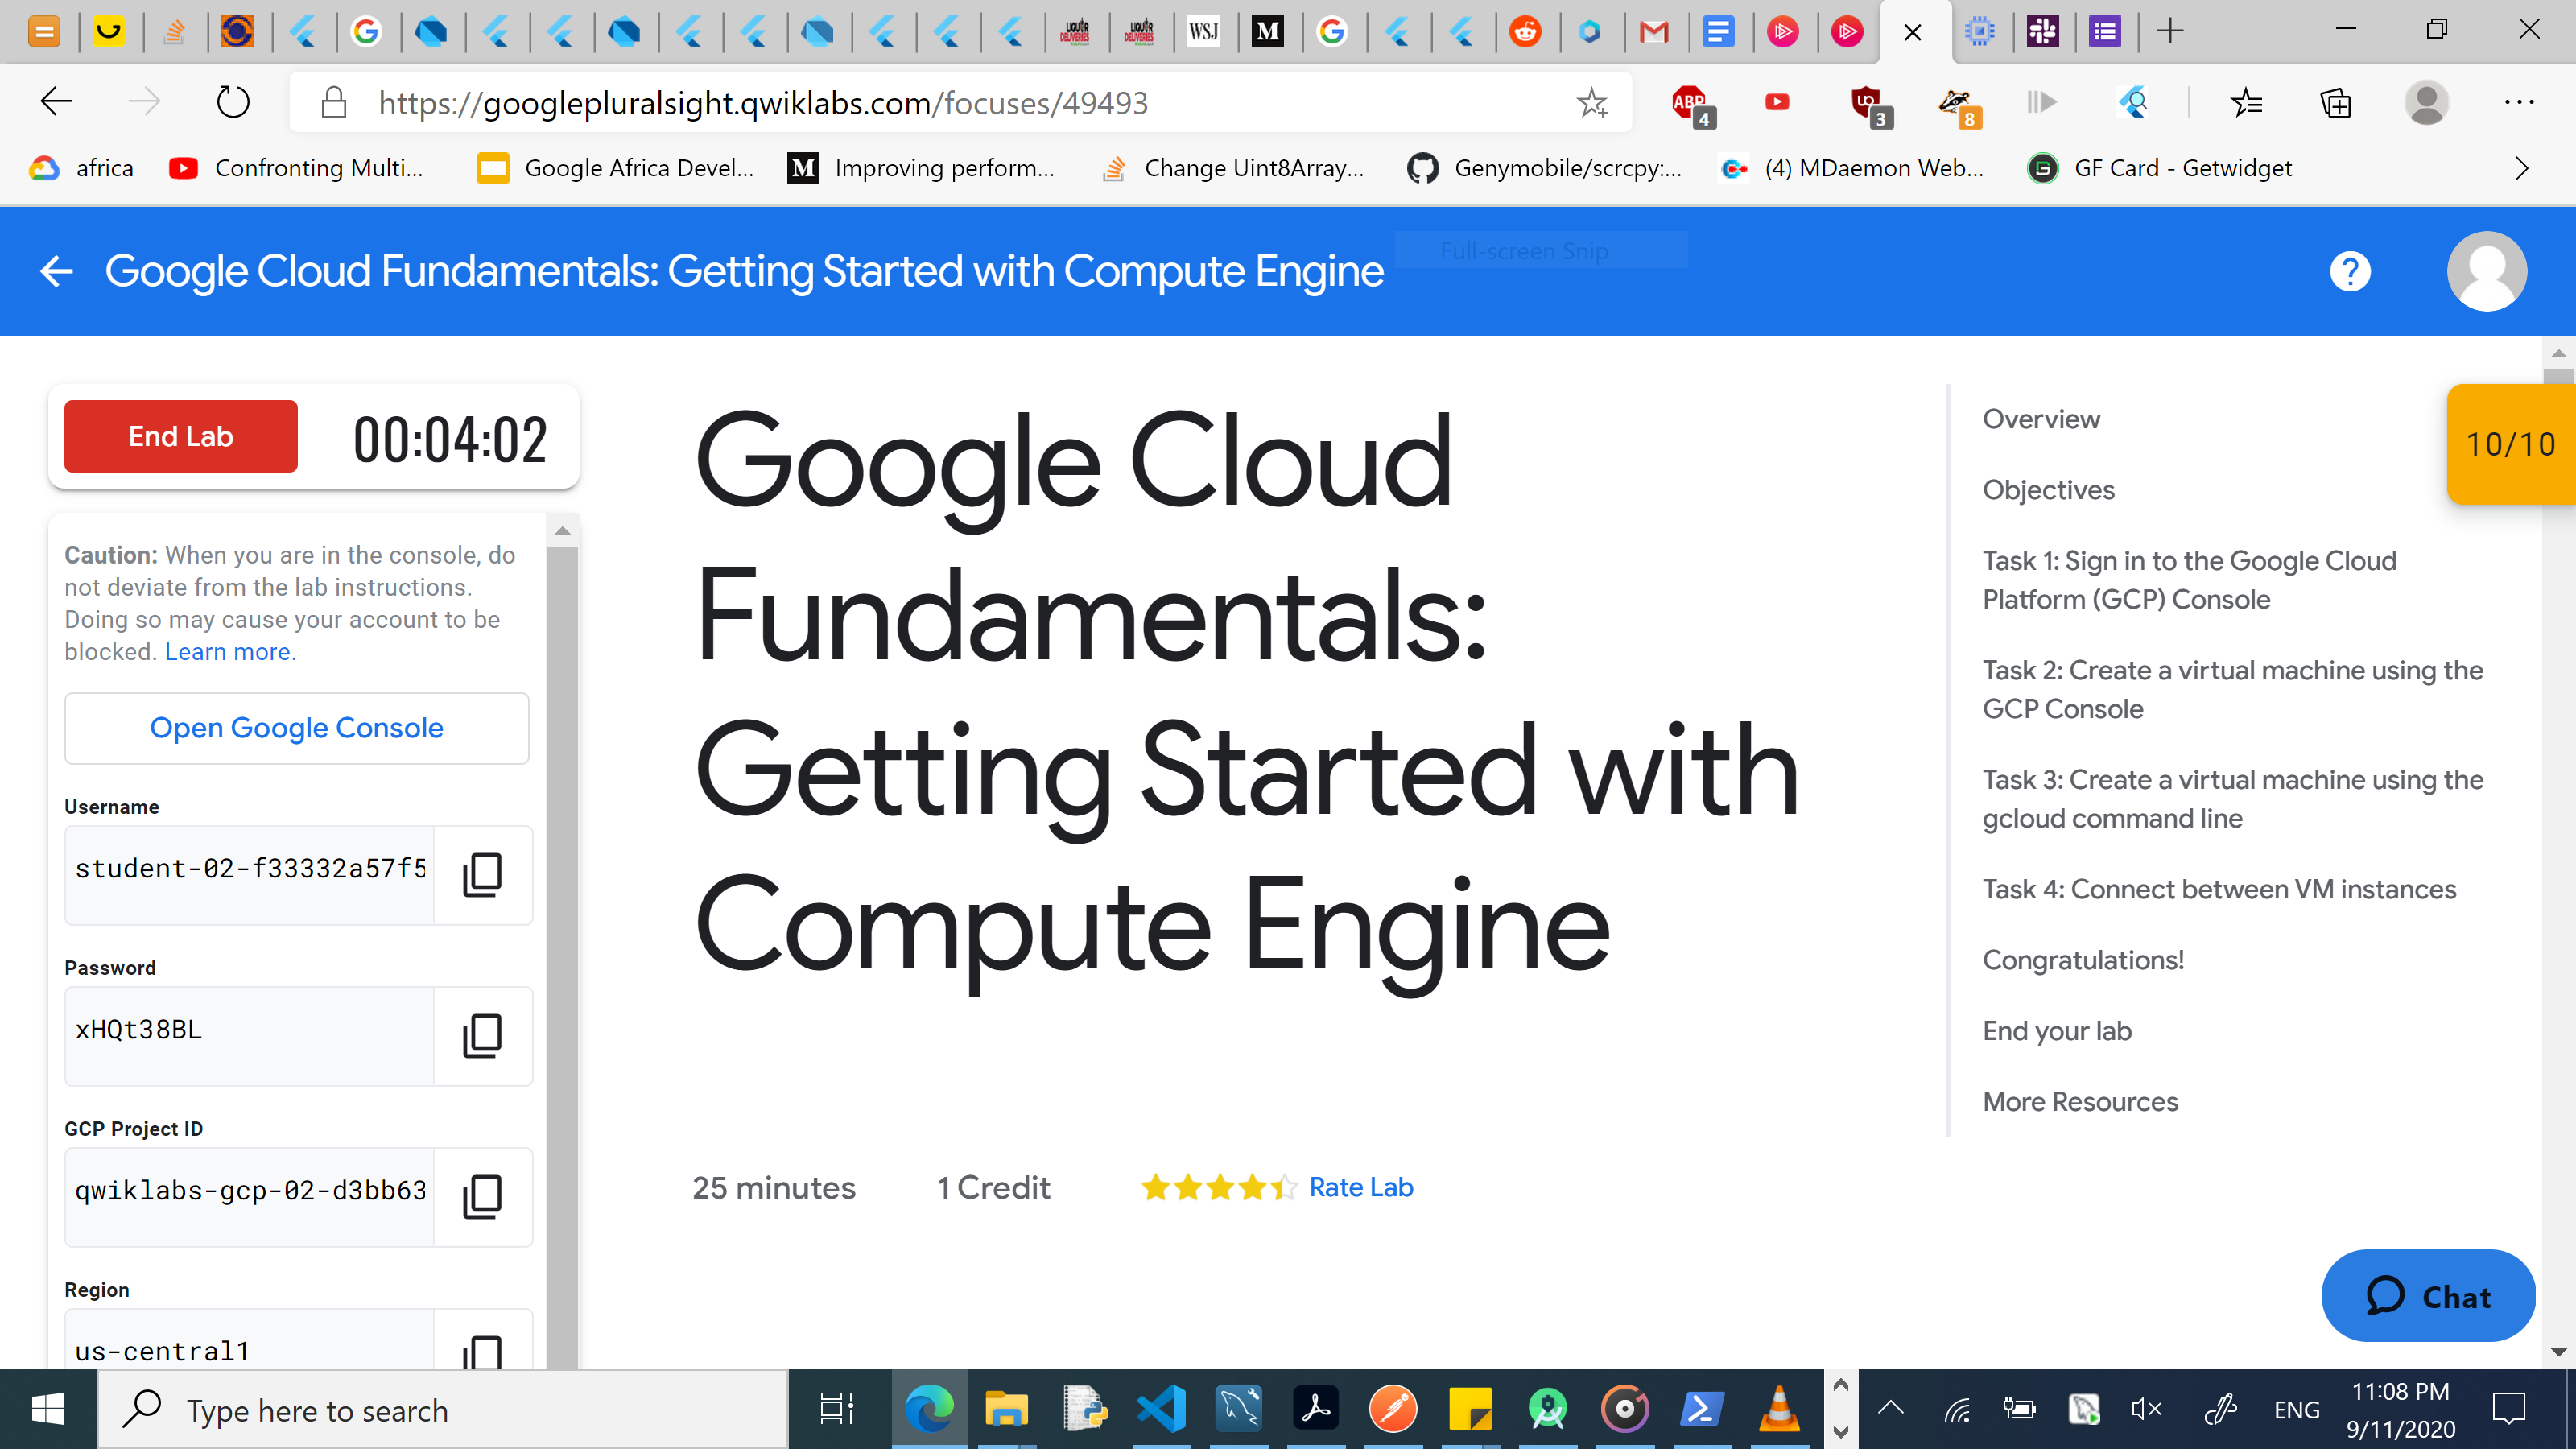 WSJ
M
https://googlepluralsight.qwiklabs.com/focuses/49493
ABP
4
3
8
africa
Confronting Multi...
Google Africa Devel...
Improving perform...
Change Uint8Array...
Genymobile/scrcpy:...
(4) MDaemon Web...
GF Card - Getwidget
Google Cloud Fundamentals: Getting Started with Compute Engine
Full-screen Snip
End Lab
00:04:02
Caution: When you are in the console, do
not deviate from the lab instructions.
Doing so may cause your account to be
blocked. Learn more.
Open Google Console
Username
student-02-f33332a57f5
Password
xHQt38BL
GCP Project ID
qwiklabs-gcp-02-d3bb63
Region
us-central1
Google Cloud
Fundamentals:
Getting Started with
Compute Engine
25 minutes
1 Credit
Rate Lab
Overview
Objectives
Task 1: Sign in to the Google Cloud
Platform (GCP) Console
Task 2: Create a virtual machine using the
GCP Console
Task 3: Create a virtual machine using the
gcloud command line
Task 4: Connect between VM instances
Congratulations!
End your lab
More Resources
10/10
Chat
Type here to search
ENG
11:08 PM
9/11/2020